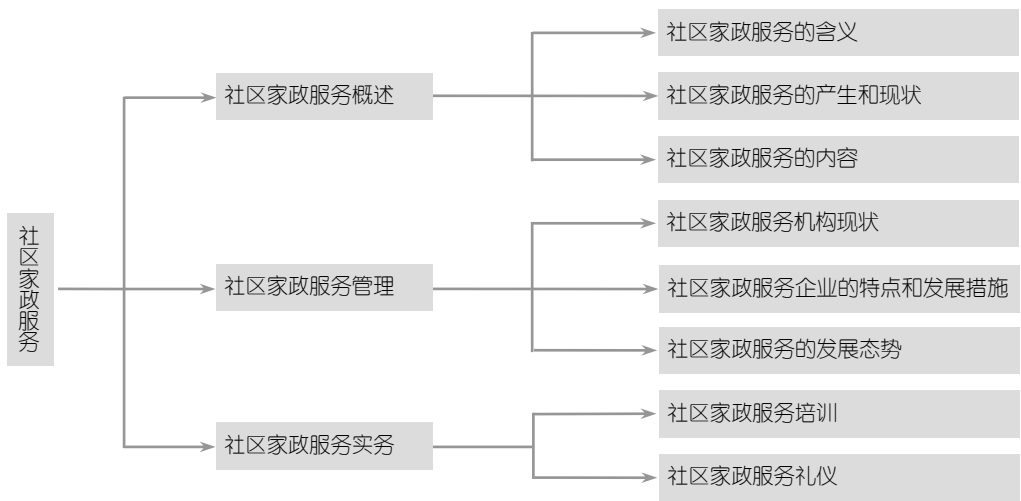 社区家政服务
社区家政服务概述
社区家政服务的含义
社区家政服务的产生和现状
社区家政服务的内容
社区家政服务管理
社区家政服务机构现状
社区家政服务企业的特点和发展措施
社区家政服务的发展态势
社区家政服务实务
社区家政服务培训
社区家政服务礼仪